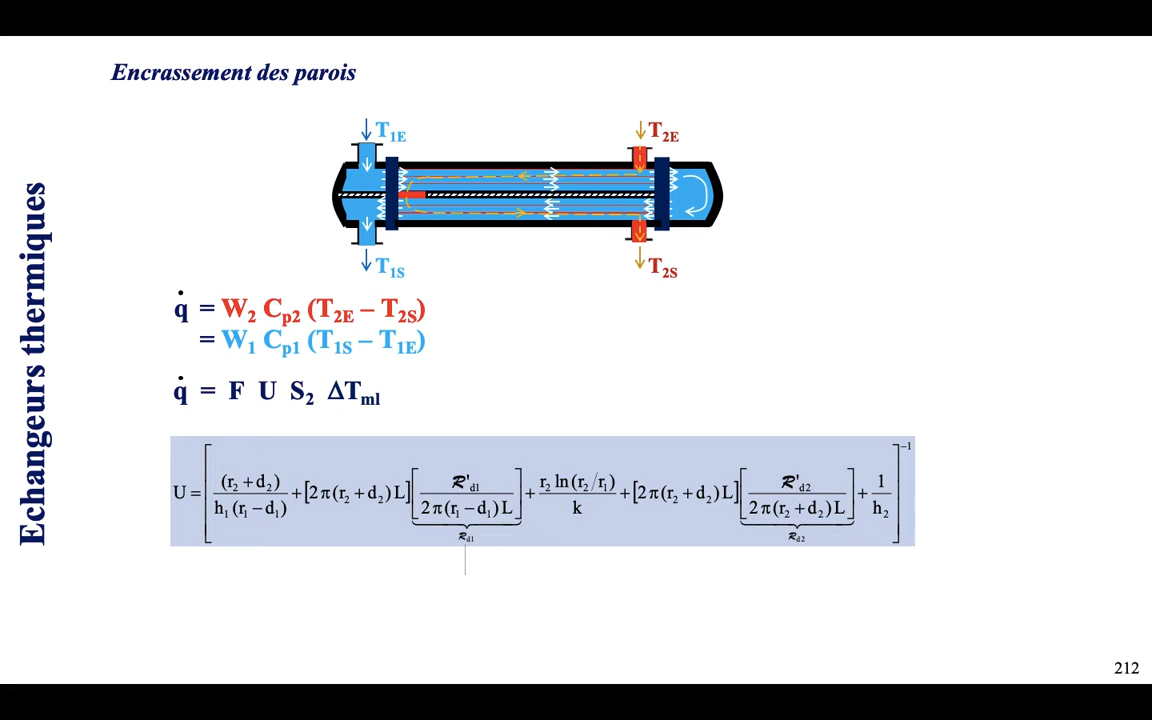 Encrassement des parois
Echangeurs thermiques
T1E
T2E
T1S
T2S
q̇ = W2 Cp2 (T2E – T2S)
= W1 Cp1 (T1S – T1E)
q̇ = F U S2 ΔTml
U = [ (r2 + d2) / h1 (r1 – d1) + [2π(r2 + d2)L] [ ℛ'd1 / 2π(r1 – d1)L ] + r2 ln(r2/r1) / k + [2π(r2 + d2)L] [ ℛ'd2 / 2π(r2 + d2)L ] + 1 / h2 ]–1
ℛd1 ℛd2
212